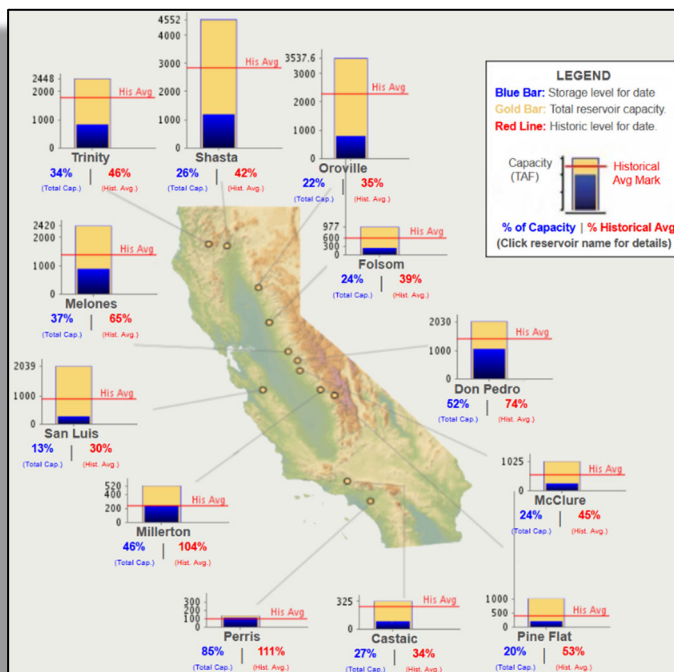 4552
2000
4000
3000
2000
1000
His Avg
Shasta
26% | 42%
(Total Cap.) (Hist. Avg.)
2448
2000
1000
His Avg
Trinity
34% | 46%
(Total Cap.) (Hist. Avg.)
3537.6
3000
2000
1000
His Avg
Oroville
22% | 35%
(Total Cap.) (Hist. Avg.)
LEGEND
Blue Bar: Storage level for date
Gold Bar: Total reservoir capacity.
Red Line: Historic level for date.
Capacity
(TAF)
Historical
Avg Mark
% of Capacity | % Historical Avg
(Click reservoir name for details)
2420
2000
1000
0
His Avg
Melones
37% | 65%
(Total Cap.) (Hist. Avg.)
977
600
300
0
His Avg
Folsom
24% | 39%
(Total Cap.) (Hist. Avg.)
2039
1000
0
His Avg
San Luis
13% | 30%
(Total Cap.) (Hist. Avg.)
2030
1000
0
His Avg
Don Pedro
52% | 74%
(Total Cap.) (Hist. Avg.)
520
400
200
0
His Avg
Millerton
46% | 104%
(Total Cap.) (Hist. Avg.)
1025
0
His Avg
McClure
24% | 45%
(Total Cap.) (Hist. Avg.)
300
200
100
0
His Avg
Perris
85% | 111%
(Total Cap.) (Hist. Avg.)
325
0
His Avg
Castaic
27% | 34%
(Total Cap.) (Hist. Avg.)
1000
500
0
His Avg
Pine Flat
20% | 53%
(Total Cap.) (Hist. Avg.)